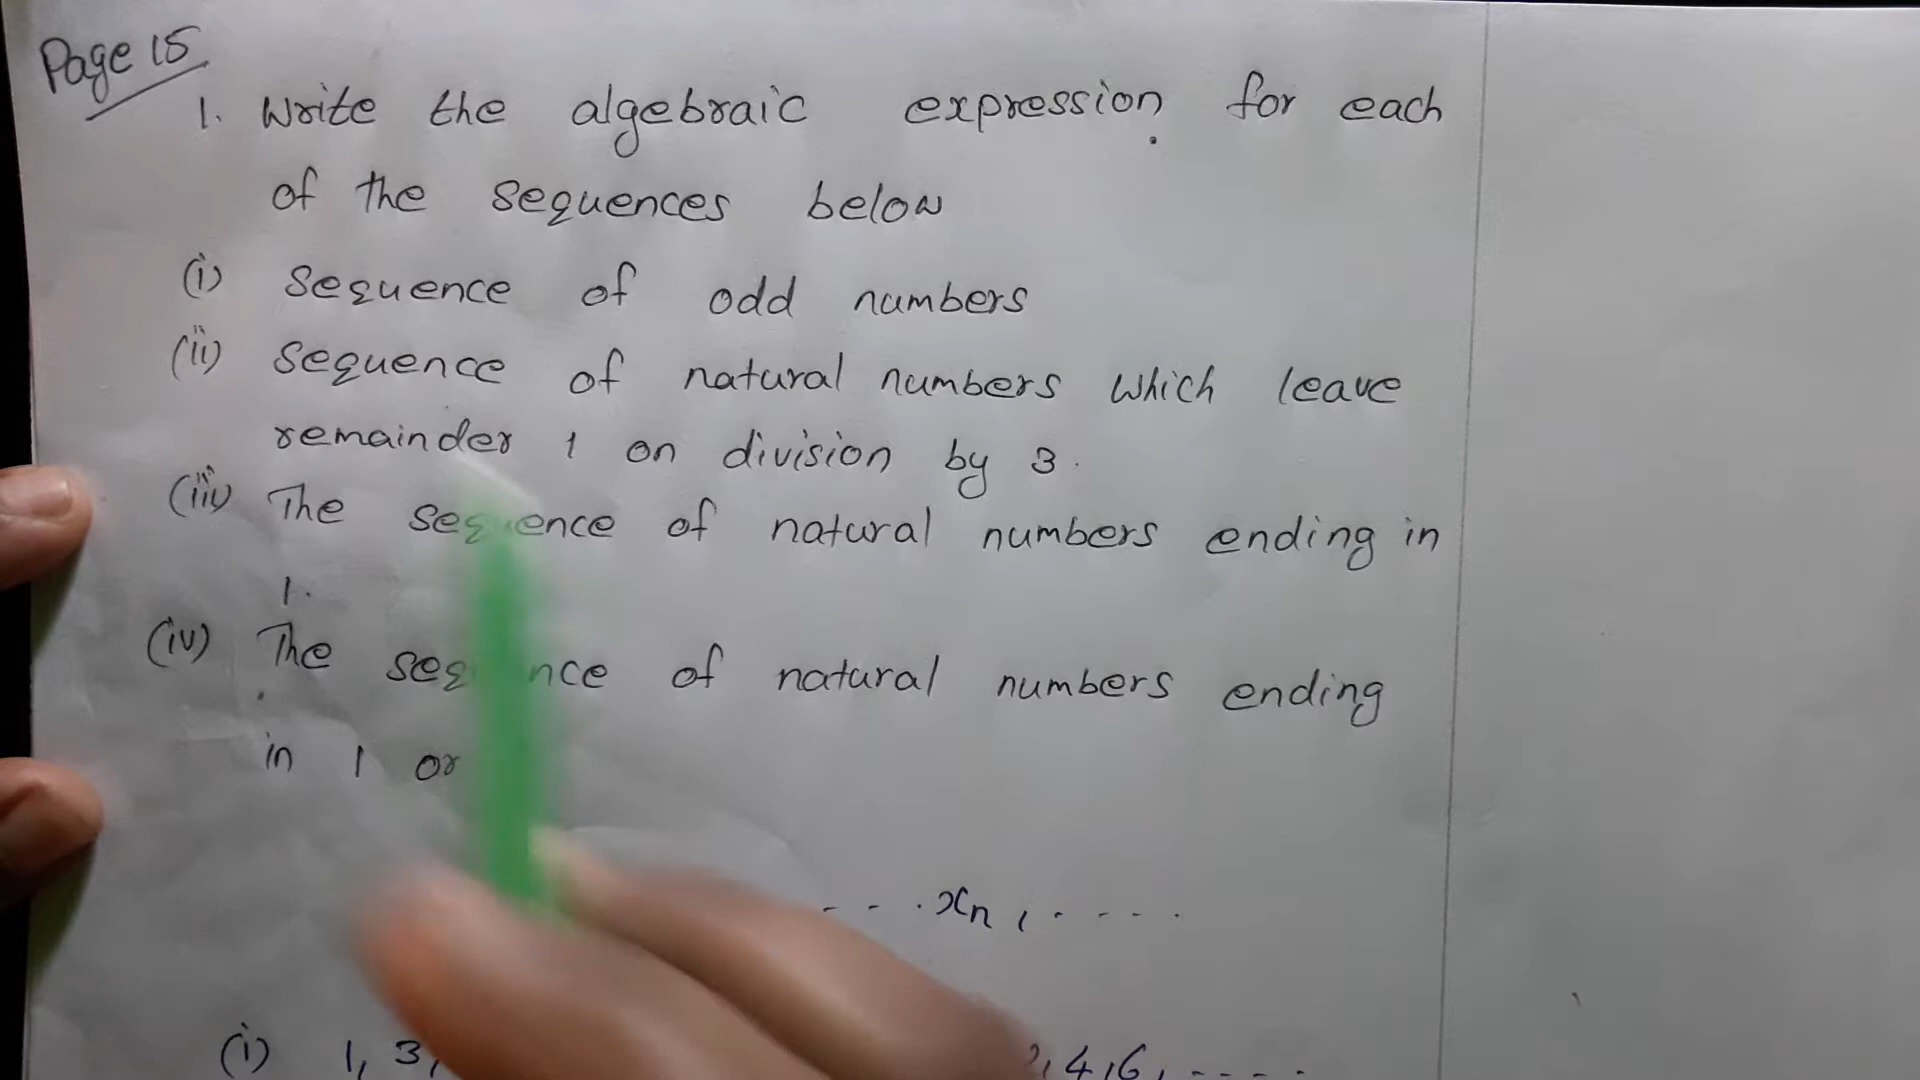 Page 15
1. Write the algebraic expression for each
of the sequences below
(i) Sequence of odd numbers
(ii) Sequence of natural numbers which leave
remainder 1 on division by 3.
(iii) The of natural numbers ending in
1.
(iv) The of natural numbers ending
in 1 or
- - . xn, . - - - .
(i) 1, 3, , 4, 6, - - - -